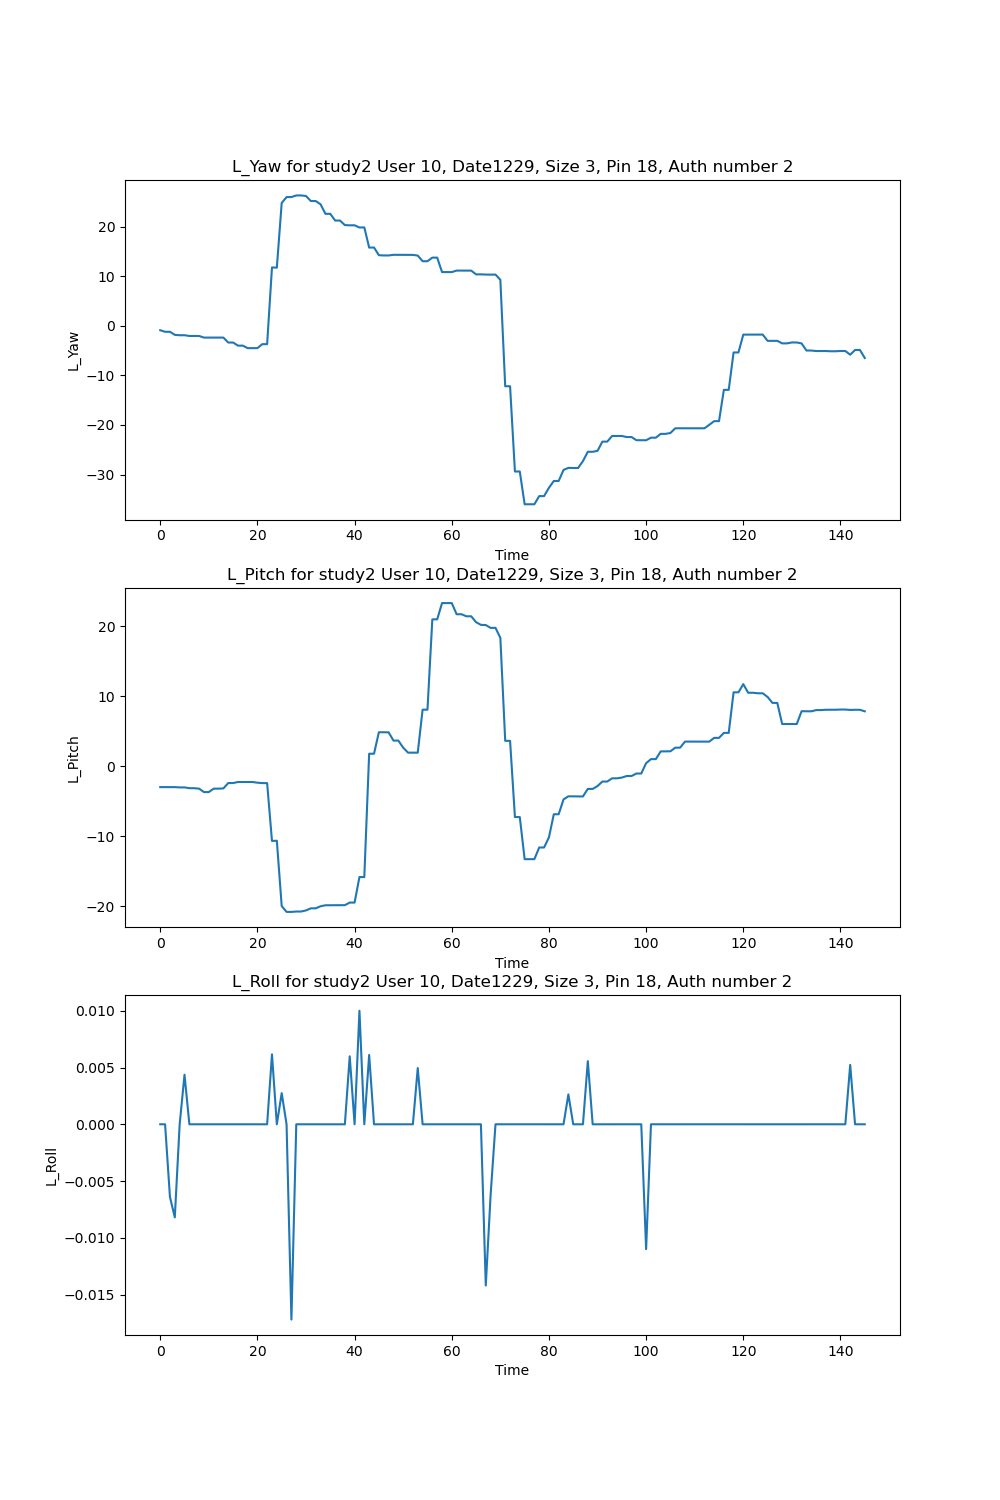 L_Yaw for study2 User 10, Date1229, Size 3, Pin 18, Auth number 2
20
10
0
−10
−20
−30
L_Yaw
0 20 40 60 80 100 120 140
Time
L_Pitch for study2 User 10, Date1229, Size 3, Pin 18, Auth number 2
20
10
0
−10
−20
L_Pitch
0 20 40 60 80 100 120 140
Time
L_Roll for study2 User 10, Date1229, Size 3, Pin 18, Auth number 2
0.010
0.005
0.000
−0.005
−0.010
−0.015
L_Roll
0 20 40 60 80 100 120 140
Time